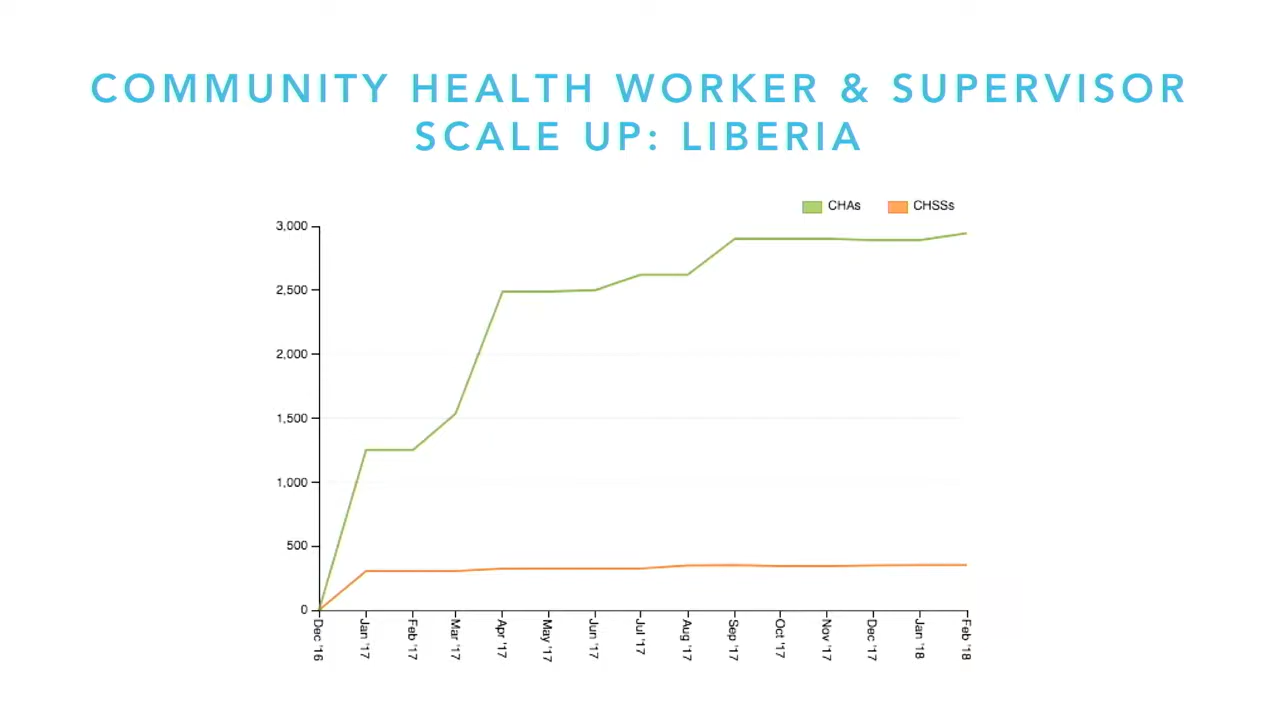 COMMUNITY HEALTH WORKER & SUPERVISOR
SCALE UP: LIBERIA
CHAs CHSSs
3,000
2,500
2,000
1,500
1,000
500
0
Dec '16 Jan '17 Feb '17 Mar '17 Apr '17 May '17 Jun '17 Jul '17 Aug '17 Sep '17 Oct '17 Nov '17 Dec '17 Jan '18 Feb '18